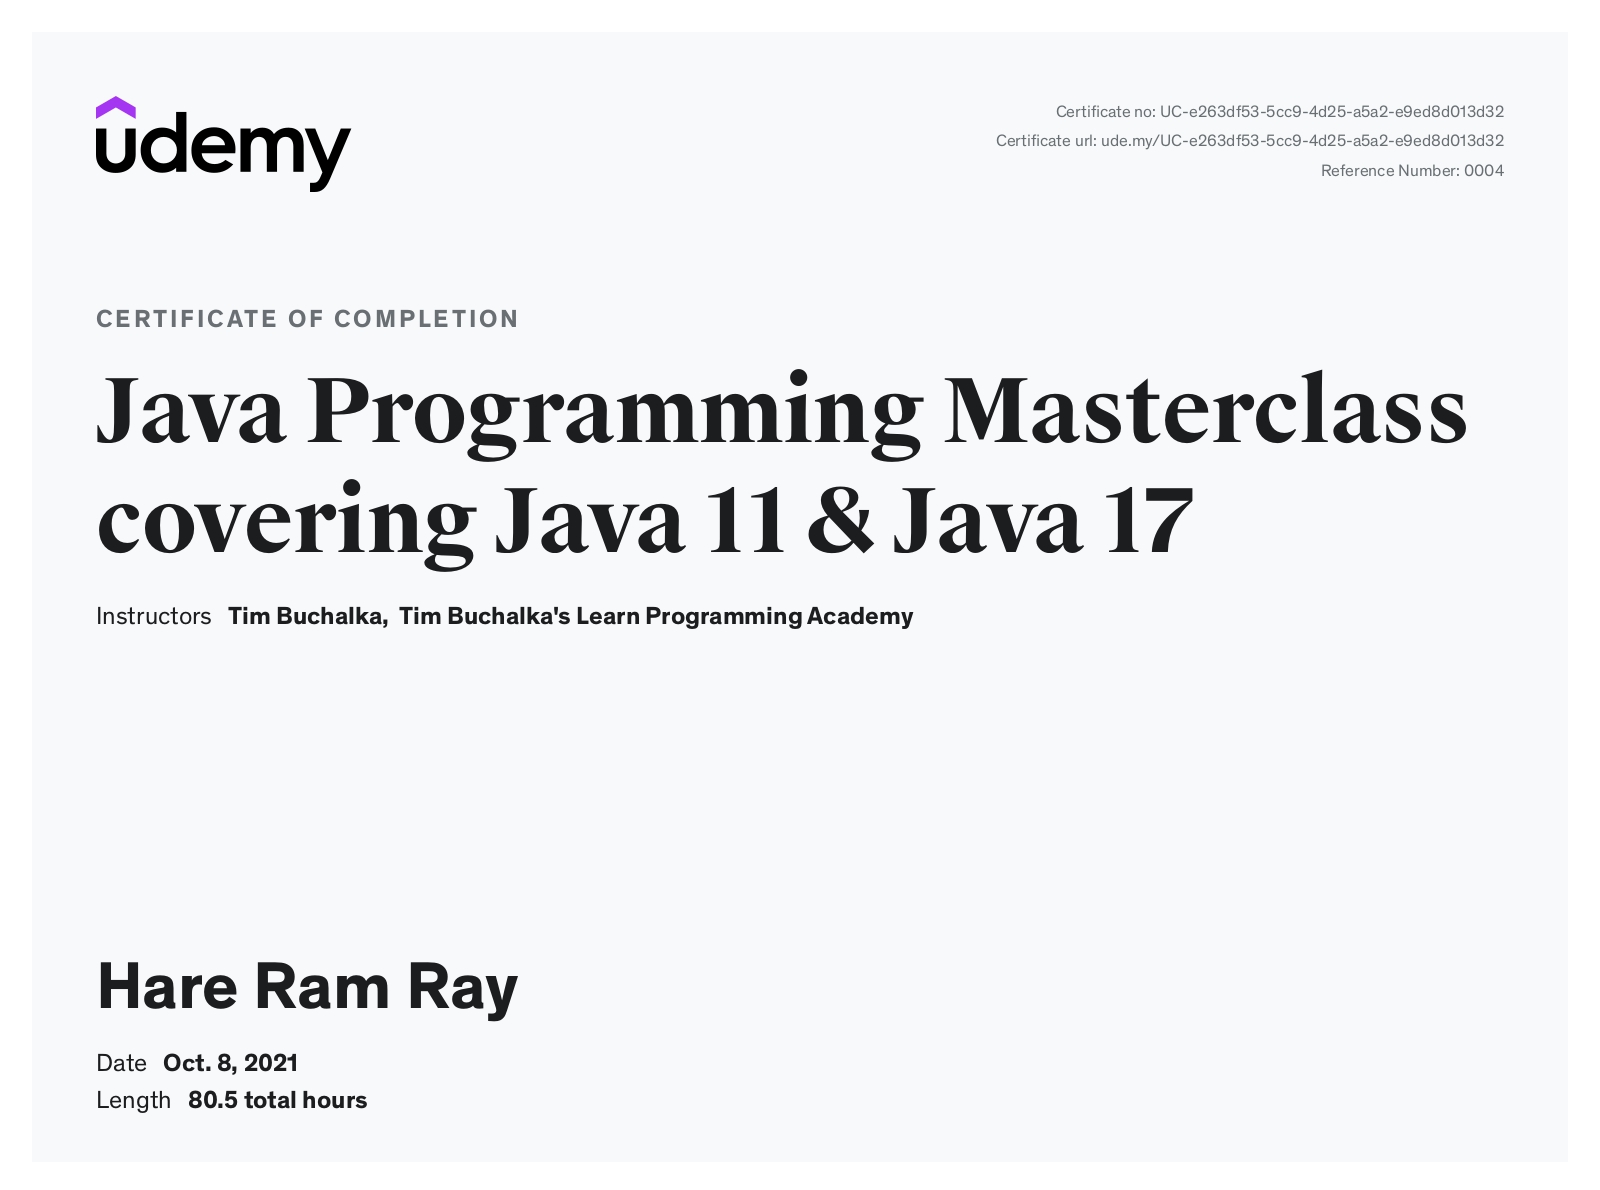 udemy
Certificate no: UC-e263df53-5cc9-4d25-a5a2-e9ed8d013d32
Certificate url: ude.my/UC-e263df53-5cc9-4d25-a5a2-e9ed8d013d32
Reference Number: 0004
CERTIFICATE OF COMPLETION
Java Programming Masterclass
covering Java 11 & Java 17
Instructors Tim Buchalka, Tim Buchalka's Learn Programming Academy
Hare Ram Ray
Date Oct. 8, 2021
Length 80.5 total hours